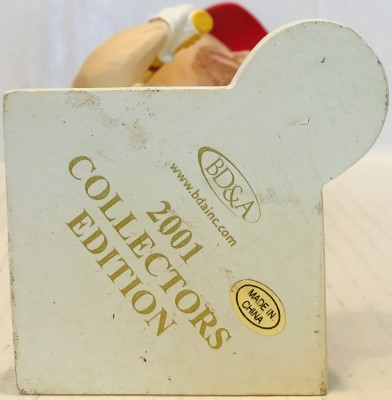 BD&A
www.bdainc.com
2001
COLLECTORS
EDITION
MADE IN
CHINA